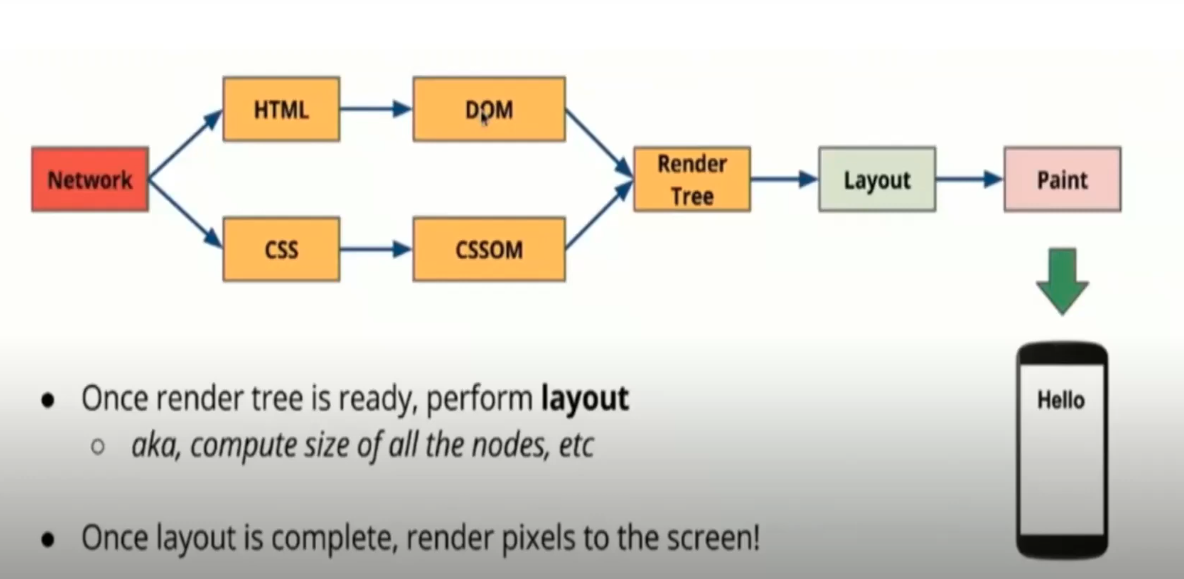 HTML
DOM
Network
Render
Tree
Layout
Paint
CSS
CSSOM
● Once render tree is ready, perform layout
○ aka, compute size of all the nodes, etc
Hello
● Once layout is complete, render pixels to the screen!